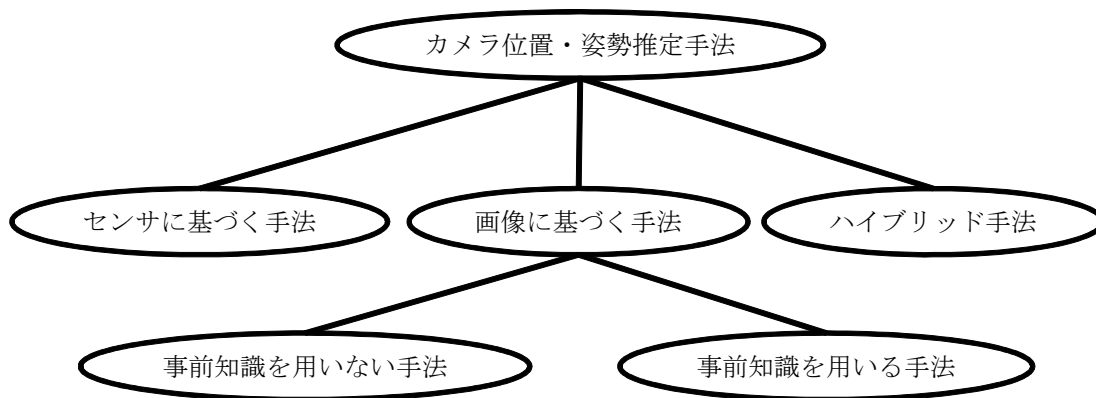 カメラ位置・姿勢推定手法
センサに基づく手法
画像に基づく手法
ハイブリッド手法
事前知識を用いない手法
事前知識を用いる手法